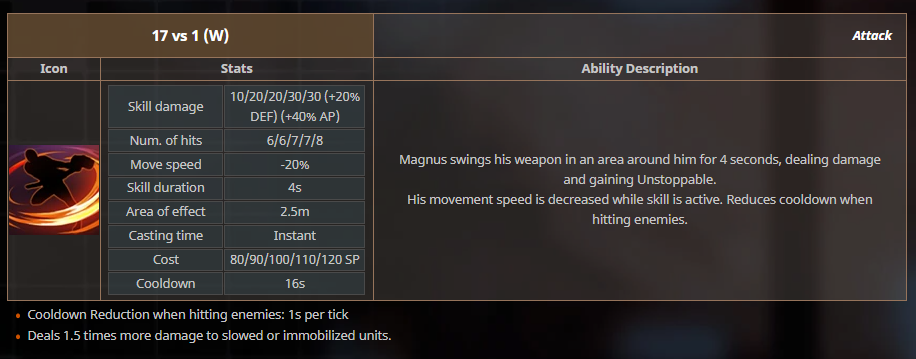 17 vs 1 (W)
Attack
Icon
Stats
Ability Description
Skill damage
10/20/20/30/30 (+20%
DEF) (+40% AP)
Num. of hits
6/6/7/7/8
Move speed
-20%
Skill duration
4s
Area of effect
2.5m
Casting time
Instant
Cost
80/90/100/110/120 SP
Cooldown
16s
Magnus swings his weapon in an area around him for 4 seconds, dealing damage
and gaining Unstoppable.
His movement speed is decreased while skill is active. Reduces cooldown when
hitting enemies.
Cooldown Reduction when hitting enemies: 1s per tick
Deals 1.5 times more damage to slowed or immobilized units.